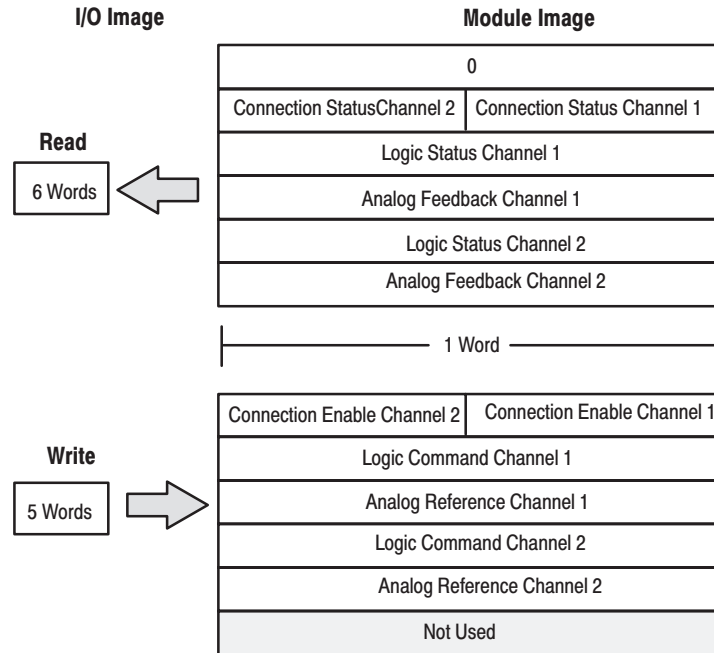 I/O Image
Module Image
0
Connection StatusChannel 2
Connection Status Channel 1
Read
Logic Status Channel 1
6 Words
Analog Feedback Channel 1
Logic Status Channel 2
Analog Feedback Channel 2
1 Word
Connection Enable Channel 2
Connection Enable Channel 1
Write
Logic Command Channel 1
5 Words
Analog Reference Channel 1
Logic Command Channel 2
Analog Reference Channel 2
Not Used